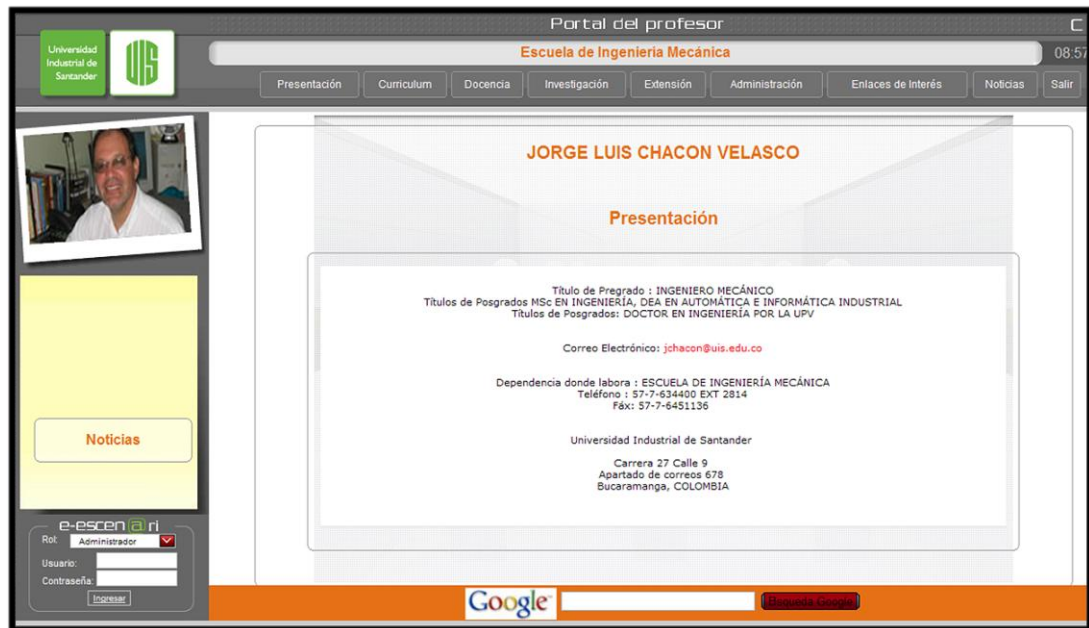 Portal del profesor
C
Universidad
Industrial de
Santander
UIS
Escuela de Ingenieria Mecánica
08:57
Presentación Curriculum Docencia Investigación Extensión Administración Enlaces de Interés Noticias Salir
JORGE LUIS CHACON VELASCO
Presentación
Título de Pregrado : INGENIERO MECÁNICO
Títulos de Posgrados MSc EN INGENIERÍA, DEA EN AUTOMÁTICA E INFORMÁTICA INDUSTRIAL
Títulos de Posgrados: DOCTOR EN INGENIERÍA POR LA UPV
Correo Electrónico: jchacon@uis.edu.co
Dependencia donde labora : ESCUELA DE INGENIERÍA MECÁNICA
Teléfono : 57-7-634400 EXT 2814
Fáx: 57-7-6451136
Universidad Industrial de Santander
Carrera 27 Calle 9
Apartado de correos 678
Bucaramanga, COLOMBIA
Noticias
e-escen@ri
Rol: Administrador
Usuario:
Contraseña:
Ingresar
Google
Búsqueda Google